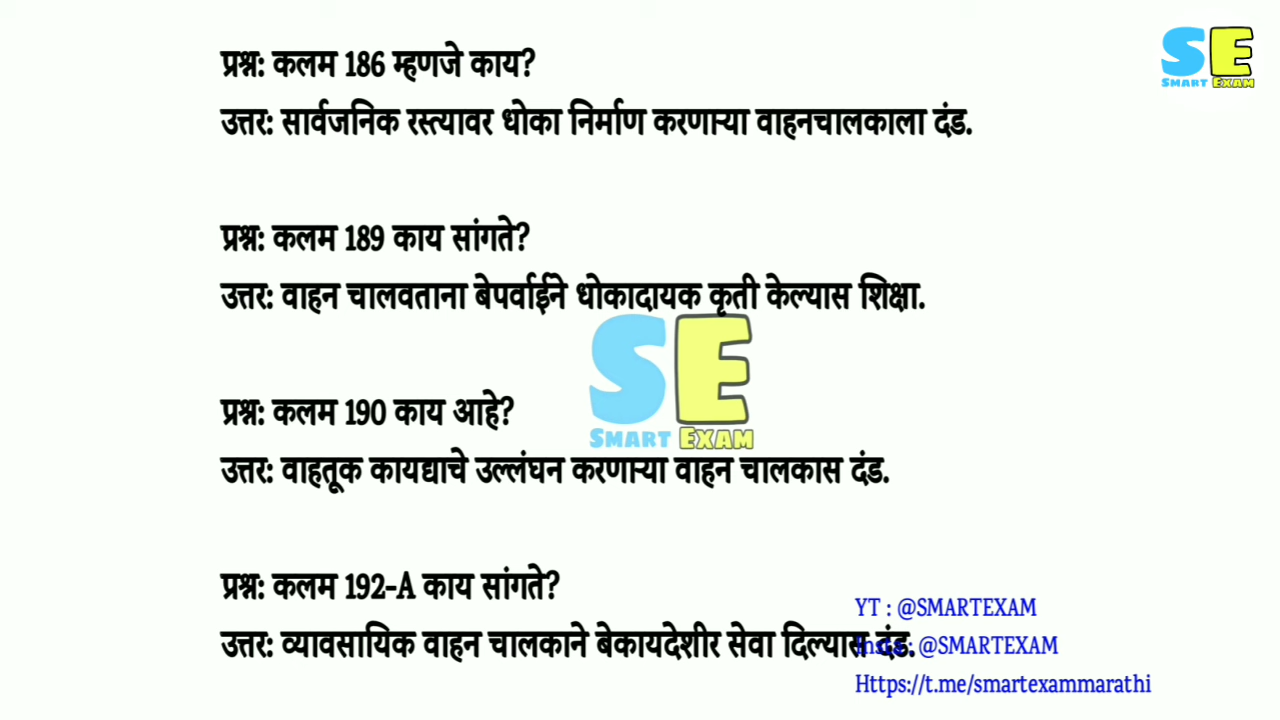 प्रश्न: कलम 186 म्हणजे काय?
उत्तर: सार्वजनिक रस्त्यावर धोका निर्माण करणाऱ्या वाहनचालकाला दंड.
SE
SMART EXAM
प्रश्न: कलम 189 काय सांगते?
उत्तर: वाहन चालवताना बेपर्वाईने धोकादायक कृती केल्यास शिक्षा.
SE
SMART EXAM
प्रश्न: कलम 190 काय आहे?
उत्तर: वाहतूक कायद्याचे उल्लंघन करणाऱ्या वाहन चालकास दंड.
प्रश्न: कलम 192-A काय सांगते?
उत्तर: व्यावसायिक वाहन चालकाने बेकायदेशीर सेवा दिल्यास दंड.
YT : @SMARTEXAM
Insta : @SMARTEXAM
Https://t.me/smartexammarathi